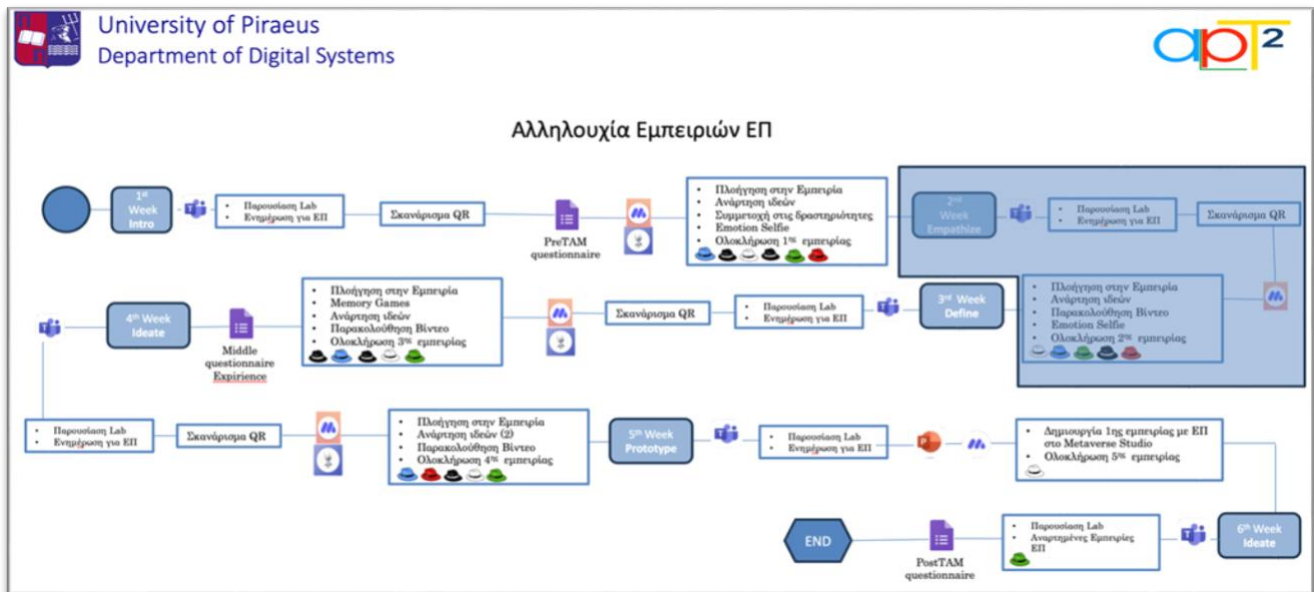 University of Piraeus
Department of Digital Systems
apT2
Αλληλουχία Εμπειριών ΕΠ
1st
Week
Intro
• Παρουσίαση Lab
• Ενημέρωση για ΕΠ
Σκανάρισμα QR
PreTAM
questionnaire
• Πλοήγηση στην Εμπειρία
• Ανάρτηση ιδεών
• Συμμετοχή στις δραστηριότητες
• Emotion Selfie
• Ολοκλήρωση 1ης εμπειρίας
2nd
Week
Empathize
• Παρουσίαση Lab
• Ενημέρωση για ΕΠ
Σκανάρισμα QR
• Πλοήγηση στην Εμπειρία
• Ανάρτηση ιδεών
• Παρακολούθηση Βίντεο
• Emotion Selfie
• Ολοκλήρωση 2ης εμπειρίας
3rd Week
Define
• Παρουσίαση Lab
• Ενημέρωση για ΕΠ
Σκανάρισμα QR
• Πλοήγηση στην Εμπειρία
• Memory Games
• Ανάρτηση ιδεών
• Παρακολούθηση Βίντεο
• Ολοκλήρωση 3ης εμπειρίας
Middle
questionnaire
Expirience
4th Week
Ideate
• Παρουσίαση Lab
• Ενημέρωση για ΕΠ
Σκανάρισμα QR
• Πλοήγηση στην Εμπειρία
• Ανάρτηση ιδεών (2)
• Παρακολούθηση Βίντεο
• Ολοκλήρωση 4ης εμπειρίας
5th Week
Prototype
• Παρουσίαση Lab
• Ενημέρωση για ΕΠ
• Δημιουργία 1ης εμπειρίας με ΕΠ
στο Metaverse Studio
• Ολοκλήρωση 5ης εμπειρίας
6th Week
Ideate
• Παρουσίαση Lab
• Αναρτημένες Εμπειρίες
ΕΠ
PostTAM
questionnaire
END